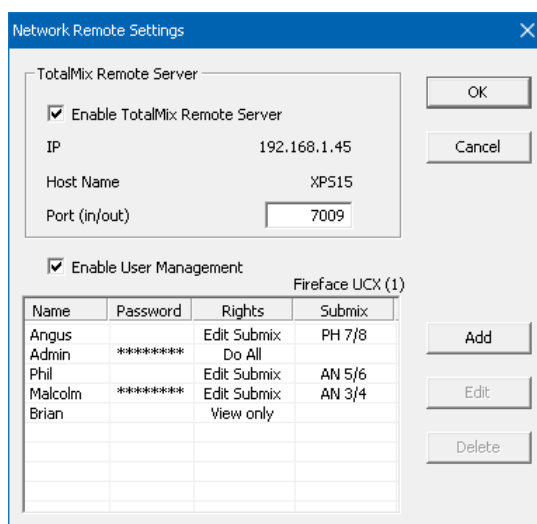 Network Remote Settings
TotalMix Remote Server
Enable TotalMix Remote Server
IP 192.168.1.45
Host Name XPS15
Port (in/out) 7009
OK
Cancel
Enable User Management
Fireface UCX (1)
Name Password Rights Submix
Angus Edit Submix PH 7/8
Admin ******** Do All
Phil Edit Submix AN 5/6
Malcolm ******** Edit Submix AN 3/4
Brian View only
Add
Edit
Delete